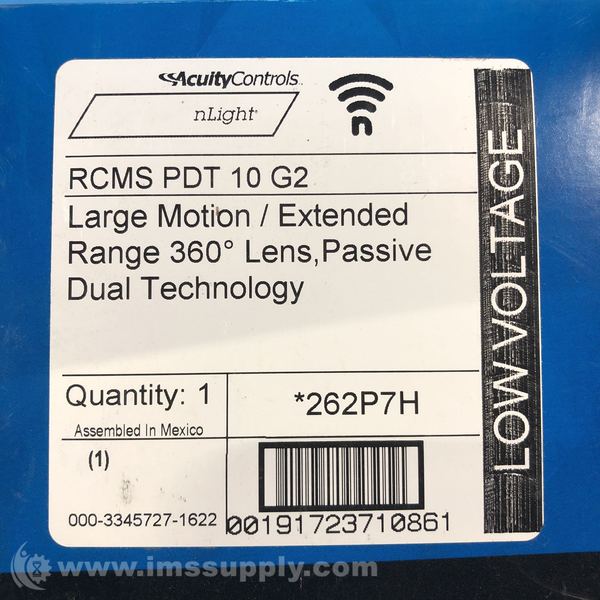 AcuityControls.
nLight®
n
RCMS PDT 10 G2
Large Motion / Extended
Range 360° Lens,Passive
Dual Technology
LOW VOLTAGE
Quantity: 1
Assembled In Mexico
*262P7H
(1)
000-3345727-1622
00191723710861
www.imssupply.com